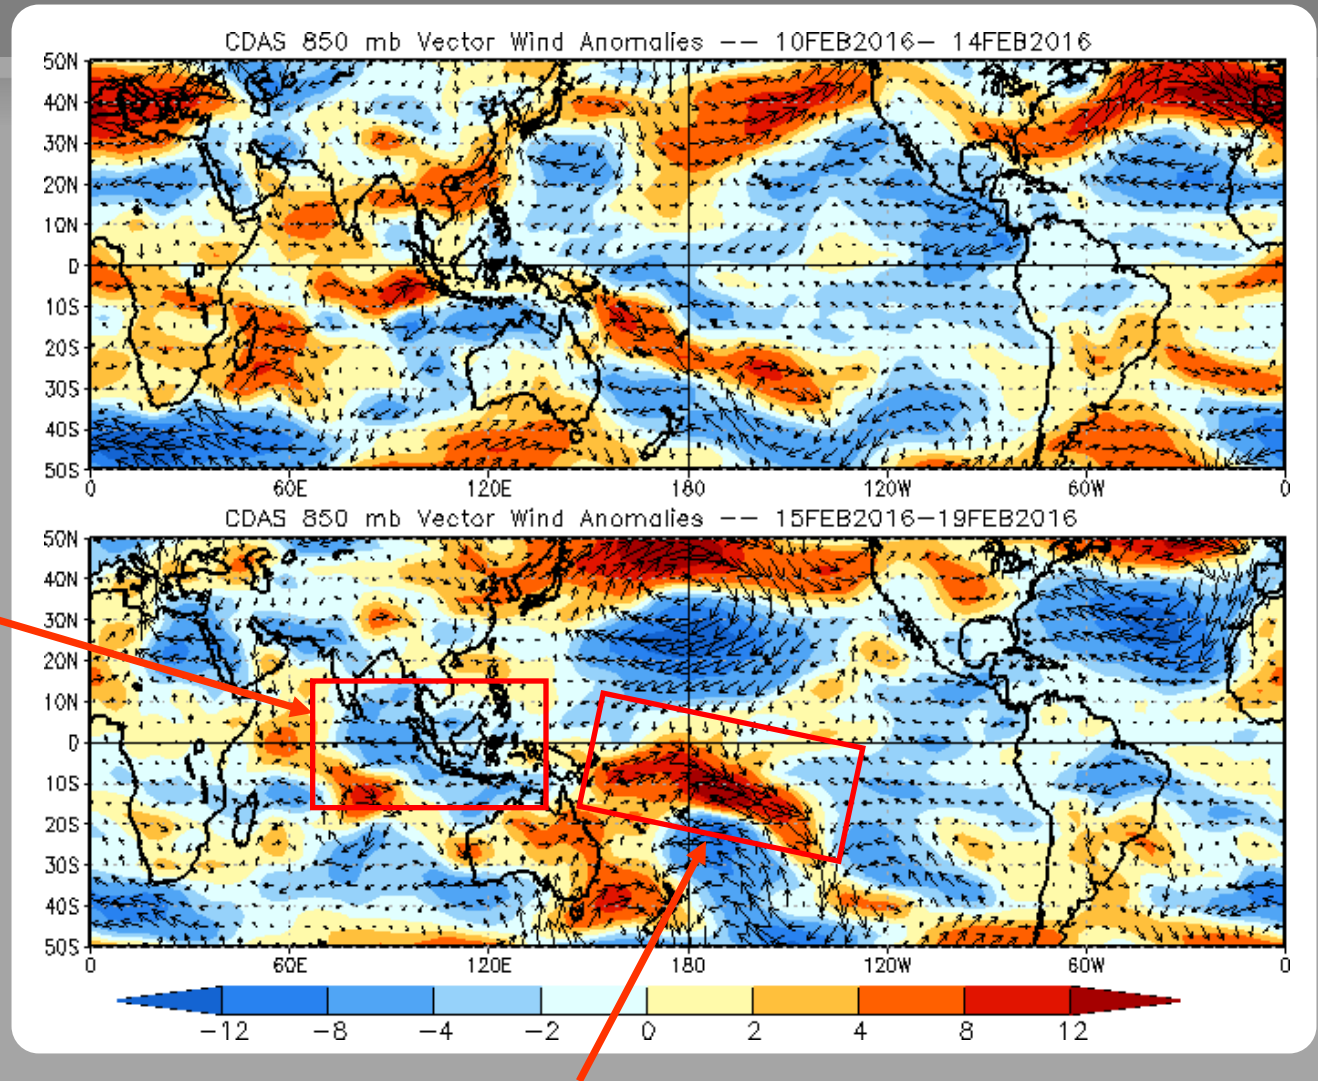 CDAS 850 mb Vector Wind Anomalies -- 10FEB2016- 14FEB2016
50N
40N
30N
20N
10N
0
10S
20S
30S
40S
50S
0 60E 120E 180 120W 60W 0
CDAS 850 mb Vector Wind Anomalies -- 15FEB2016-19FEB2016
50N
40N
30N
20N
10N
0
10S
20S
30S
40S
50S
0 60E 120E 180 120W 60W 0
-12 -8 -4 -2 0 2 4 8 12